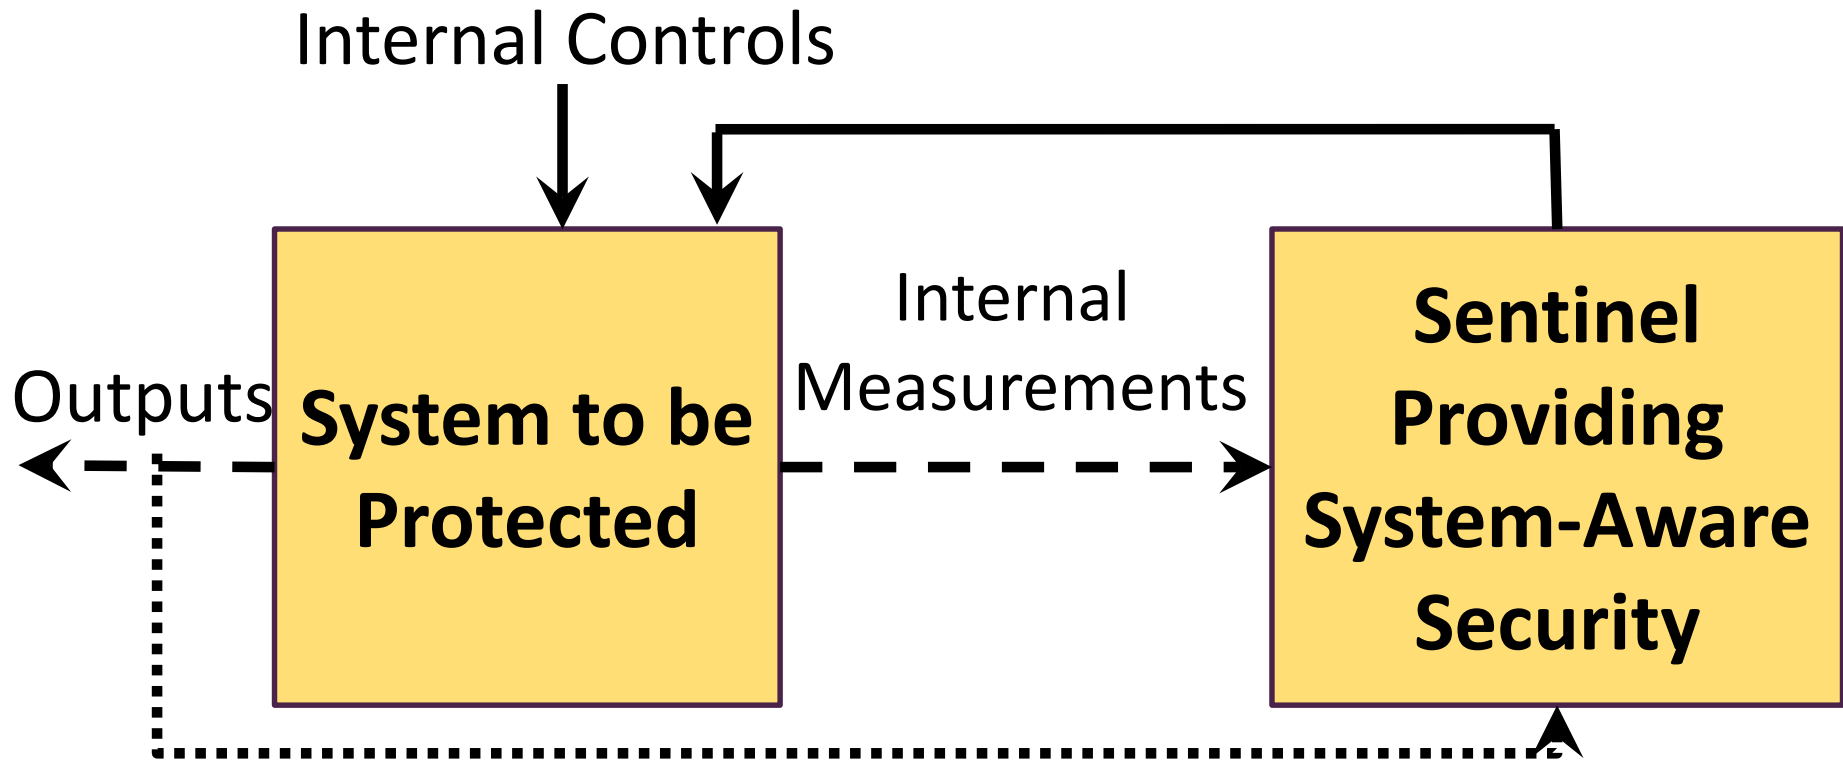 Internal Controls
Outputs
System to be
Protected
Internal
Measurements
Sentinel
Providing
System-Aware
Security